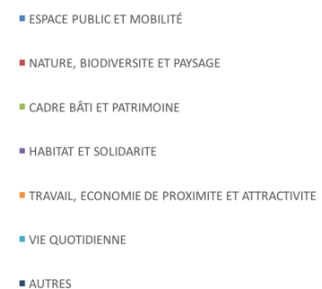 ESPACE PUBLIC ET MOBILITÉ
NATURE, BIODIVERSITE ET PAYSAGE
CADRE BÂTI ET PATRIMOINE
HABITAT ET SOLIDARITE
TRAVAIL, ECONOMIE DE PROXIMITE ET ATTRACTIVITE
VIE QUOTIDIENNE
AUTRES